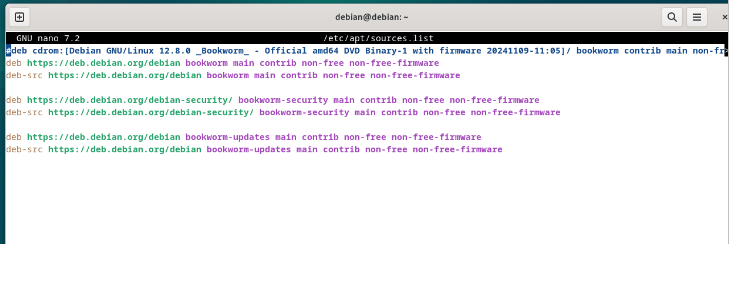 debian@debian: ~
GNU nano 7.2 /etc/apt/sources.list
#deb cdrom:[Debian GNU/Linux 12.8.0 _Bookworm_ - Official amd64 DVD Binary-1 with firmware 20241109-11:05]/ bookworm contrib main non-fr>
deb https://deb.debian.org/debian bookworm main contrib non-free non-free-firmware
deb-src https://deb.debian.org/debian bookworm main contrib non-free non-free-firmware
deb https://deb.debian.org/debian-security/ bookworm-security main contrib non-free non-free-firmware
deb-src https://deb.debian.org/debian-security/ bookworm-security main contrib non-free non-free-firmware
deb https://deb.debian.org/debian bookworm-updates main contrib non-free non-free-firmware
deb-src https://deb.debian.org/debian bookworm-updates main contrib non-free non-free-firmware